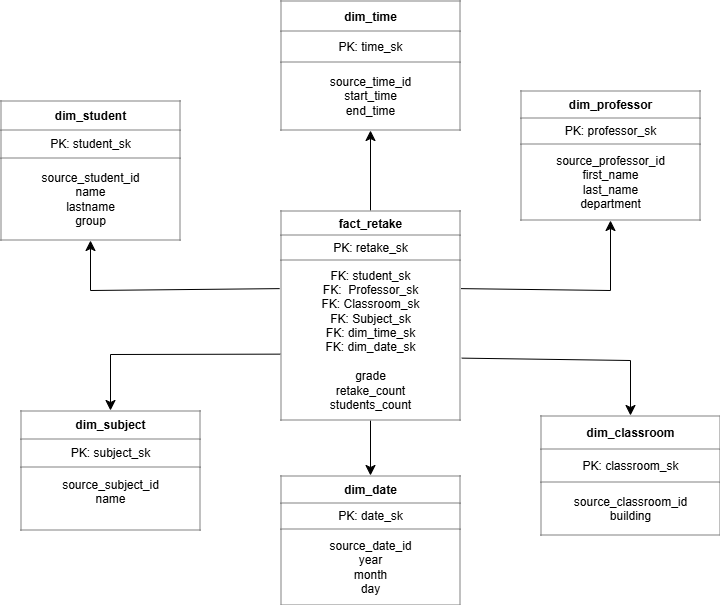 dim_time
PK: time_sk
source_time_id
start_time
end_time
dim_student
PK: student_sk
source_student_id
name
lastname
group
dim_professor
PK: professor_sk
source_professor_id
first_name
last_name
department
fact_retake
PK: retake_sk
FK: student_sk
FK:  Professor_sk
FK: Classroom_sk
FK: Subject_sk
FK: dim_time_sk
FK: dim_date_sk
grade
retake_count
students_count
dim_subject
PK: subject_sk
source_subject_id
name
dim_classroom
PK: classroom_sk
source_classroom_id
building
dim_date
PK: date_sk
source_date_id
year
month
day